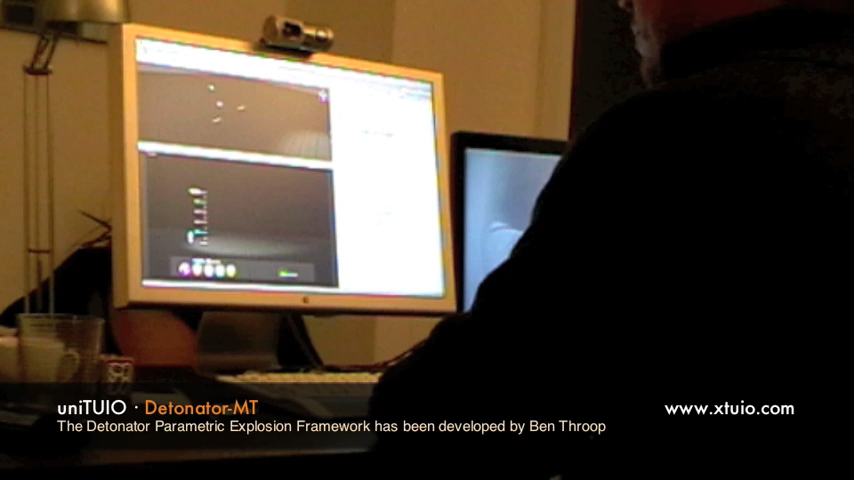 uniTUIO · Detonator-MT
www.xtuio.com
The Detonator Parametric Explosion Framework has been developed by Ben Throop